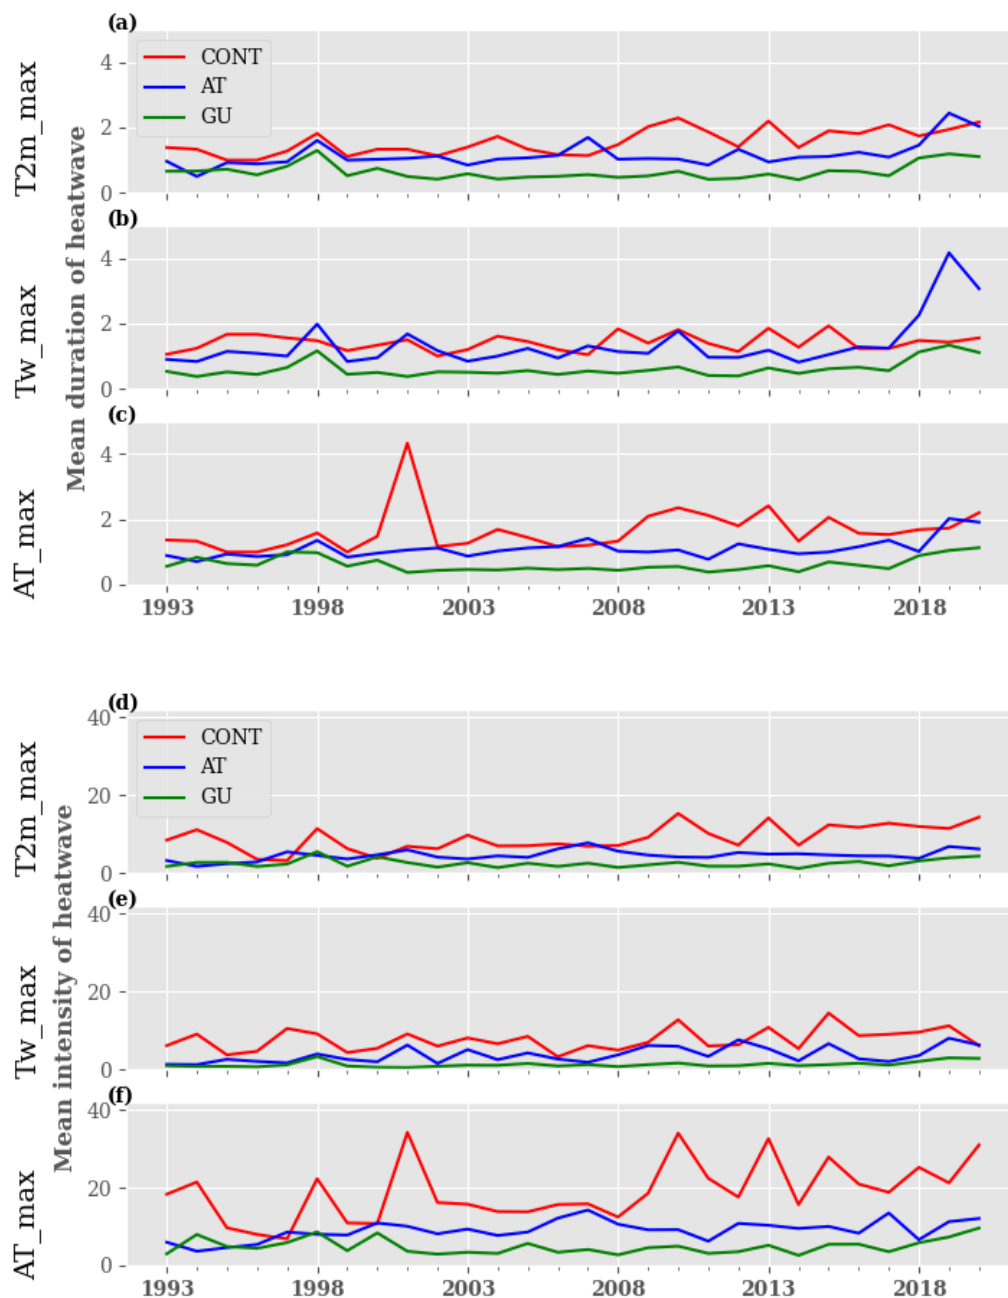 (a)
4
2
0
CONT
AT
GU
T2m_max
(b)
4
2
0
Tw_max
Mean duration of heatwave
(c)
4
2
0
AT_max
1993 1998 2003 2008 2013 2018
(d)
40
20
0
CONT
AT
GU
T2m_max
(e)
40
20
0
Tw_max
Mean intensity of heatwave
(f)
40
20
0
AT_max
1993 1998 2003 2008 2013 2018